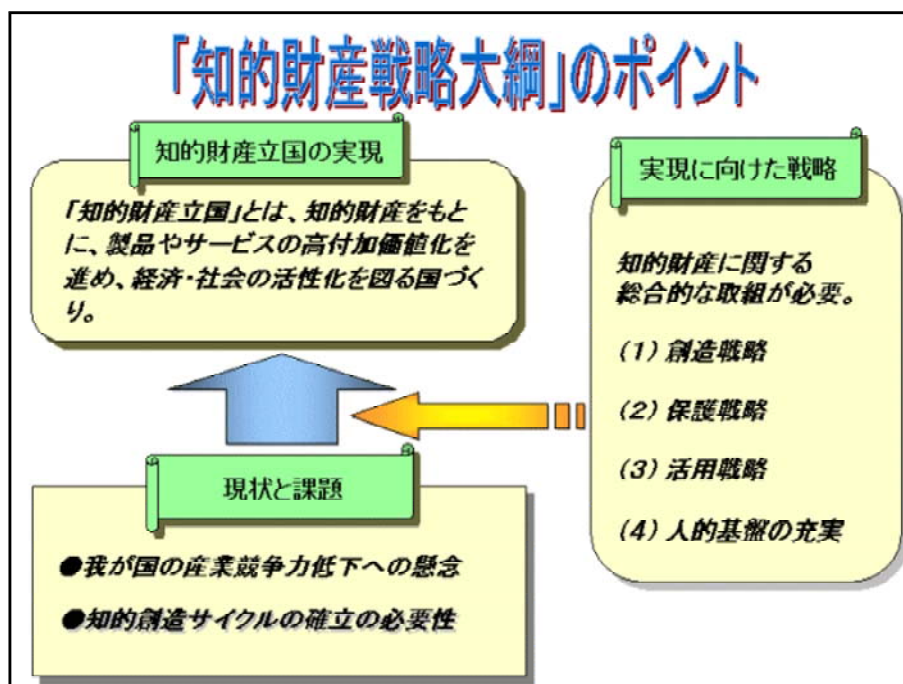 「知的財産戦略大綱」のポイント
知的財産立国の実現
「知的財産立国」とは、知的財産をもと
に、製品やサービスの高付加価値化を
進め、経済・社会の活性化を図る国づく
り。
現状と課題
●我が国の産業競争力低下への懸念
●知的創造サイクルの確立の必要性
実現に向けた戦略
知的財産に関する
総合的な取組が必要。
(1) 創造戦略
(2) 保護戦略
(3) 活用戦略
(4) 人的基盤の充実